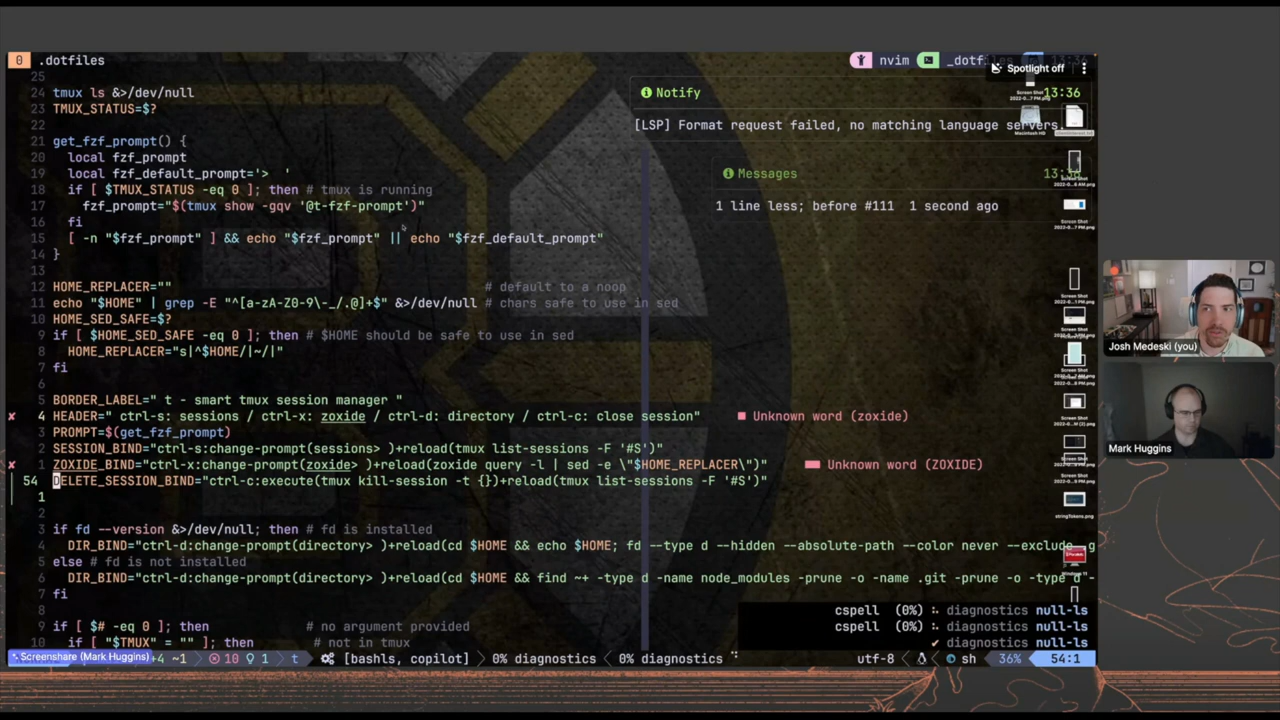 0 .dotfiles nvim _dotfiles
Spotlight off
25
24 tmux ls &>/dev/null
23 TMUX_STATUS=$?
22
21 get_fzf_prompt() {
20 local fzf_prompt
19 local fzf_default_prompt='> '
18 if [ $TMUX_STATUS -eq 0 ]; then # tmux is running
17 fzf_prompt="$(tmux show -gqv '@t-fzf-prompt')"
16 fi
15 [ -n "$fzf_prompt" ] && echo "$fzf_prompt" || echo "$fzf_default_prompt"
14 }
13
12 HOME_REPLACER="" # default to a noop
11 echo "$HOME" | grep -E "^[a-zA-Z0-9\-_/.@]+$" &>/dev/null # chars safe to use in sed
10 HOME_SED_SAFE=$?
9 if [ $HOME_SED_SAFE -eq 0 ]; then # $HOME should be safe to use in sed
8 HOME_REPLACER="s|^$HOME/|~/|"
7 fi
6
5 BORDER_LABEL=" t - smart tmux session manager "
4 HEADER=" ctrl-s: sessions / ctrl-x: zoxide / ctrl-d: directory / ctrl-c: close session" Unknown word (zoxide)
3 PROMPT=$(get_fzf_prompt)
2 SESSION_BIND="ctrl-s:change-prompt(sessions> )+reload(tmux list-sessions -F '#S')"
1 ZOXIDE_BIND="ctrl-x:change-prompt(zoxide> )+reload(zoxide query -l | sed -e \"$HOME_REPLACER\")" Unknown word (ZOXIDE)
54 DELETE_SESSION_BIND="ctrl-c:execute(tmux kill-session -t {})+reload(tmux list-sessions -F '#S')"
1
2
3 if fd --version &>/dev/null; then # fd is installed
4 DIR_BIND="ctrl-d:change-prompt(directory> )+reload(cd $HOME && echo $HOME; fd --type d --hidden --absolute-path --color never --exclude .g
5 else # fd is not installed
6 DIR_BIND="ctrl-d:change-prompt(directory> )+reload(cd $HOME && find ~+ -type d -name node_modules -prune -o -name .git -prune -o -type d -
7 fi
8
9 if [ $# -eq 0 ]; then # no argument provided
10 if [ "$TMUX" = "" ]; then # not in tmux
Notify 13:36
[LSP] Format request failed, no matching language servers.
Messages 13:36
1 line less; before #111 1 second ago
cspell (0%) diagnostics null-ls
cspell (0%) diagnostics null-ls
✔ diagnostics null-ls
Screenshare (Mark Huggins) +4 ~1 10 1 t [bashls, copilot] 0% diagnostics 0% diagnostics utf-8 sh 36% 54:1
Macintosh HD
stringTokens.png
Josh Medeski (you)
Mark Huggins